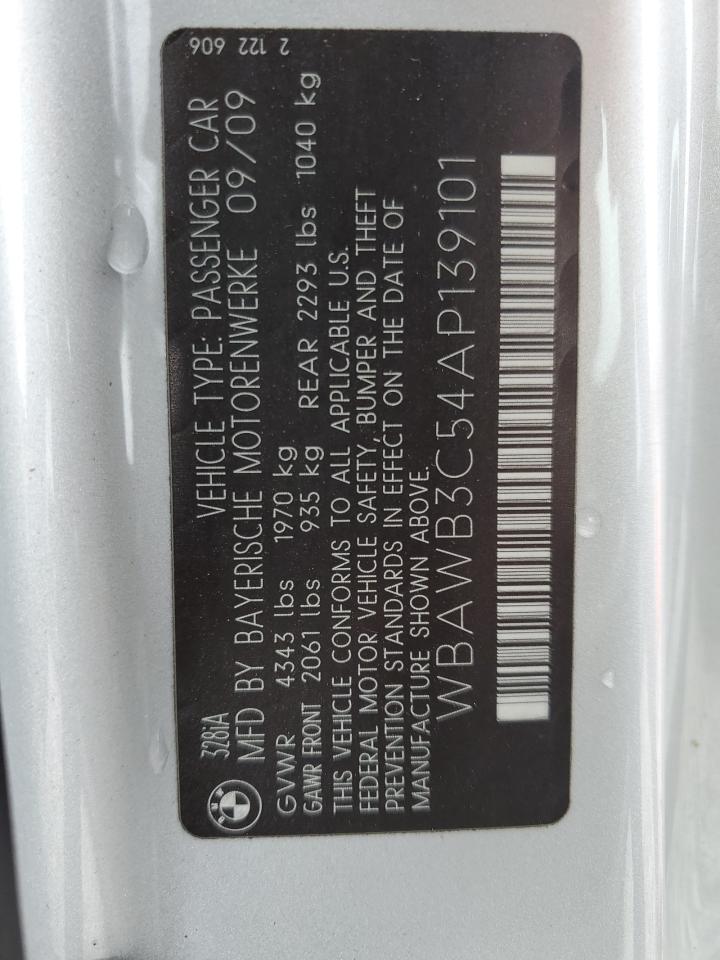 2 122 606
328iA VEHICLE TYPE: PASSENGER CAR
MFD BY BAYERISCHE MOTORENWERKE 09/09
GVWR 4343 lbs 1970 kg
GAWR FRONT 2061 lbs 935 kg REAR 2293 lbs 1040 kg
THIS VEHICLE CONFORMS TO ALL APPLICABLE U.S.
FEDERAL MOTOR VEHICLE SAFETY, BUMPER AND THEFT
PREVENTION STANDARDS IN EFFECT ON THE DATE OF
MANUFACTURE SHOWN ABOVE.
WBAWB3C54AP139101
BMW